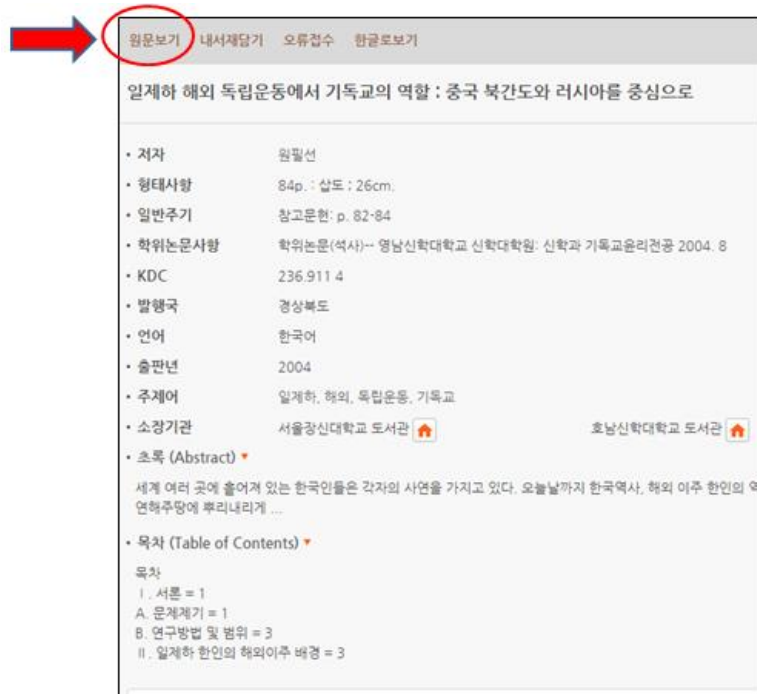 원문보기 내서재담기 오류접수 한글로보기
일제하 해외 독립운동에서 기독교의 역할 : 중국 북간도와 러시아를 중심으로
• 저자 원필선
• 형태사항 84p. : 삽도 ; 26cm.
• 일반주기 참고문헌: p. 82-84
• 학위논문사항 학위논문(석사)-- 영남신학대학교 신학대학원: 신학과 기독교윤리전공 2004. 8
• KDC 236.911 4
• 발행국 경상북도
• 언어 한국어
• 출판년 2004
• 주제어 일제하, 해외, 독립운동, 기독교
• 소장기관 서울장신대학교 도서관 호남신학대학교 도서관
• 초록 (Abstract) ▼
세계 여러 곳에 흩어져 있는 한국인들은 각자의 사연을 가지고 있다. 오늘날까지 한국역사, 해외 이주 한인의
연해주땅에 뿌리내리게 ...
• 목차 (Table of Contents) ▼
목차
Ⅰ. 서론 = 1
A. 문제제기 = 1
B. 연구방법 및 범위 = 3
Ⅱ. 일제하 한인의 해외이주 배경 = 3